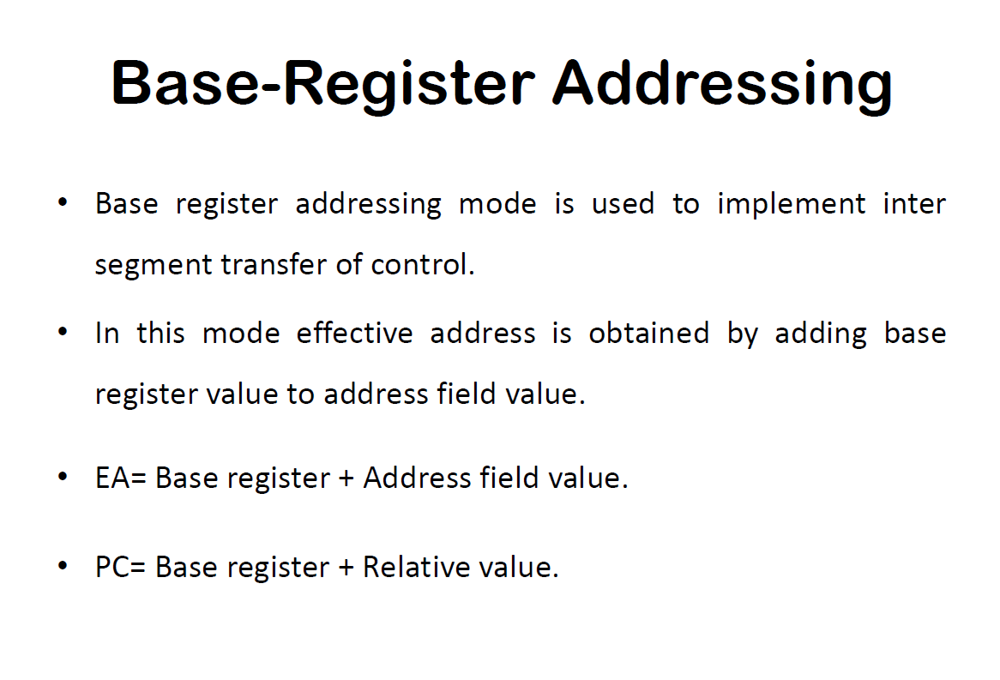 Base-Register Addressing
• Base register addressing mode is used to implement inter
segment transfer of control.
• In this mode effective address is obtained by adding base
register value to address field value.
• EA= Base register + Address field value.
• PC= Base register + Relative value.